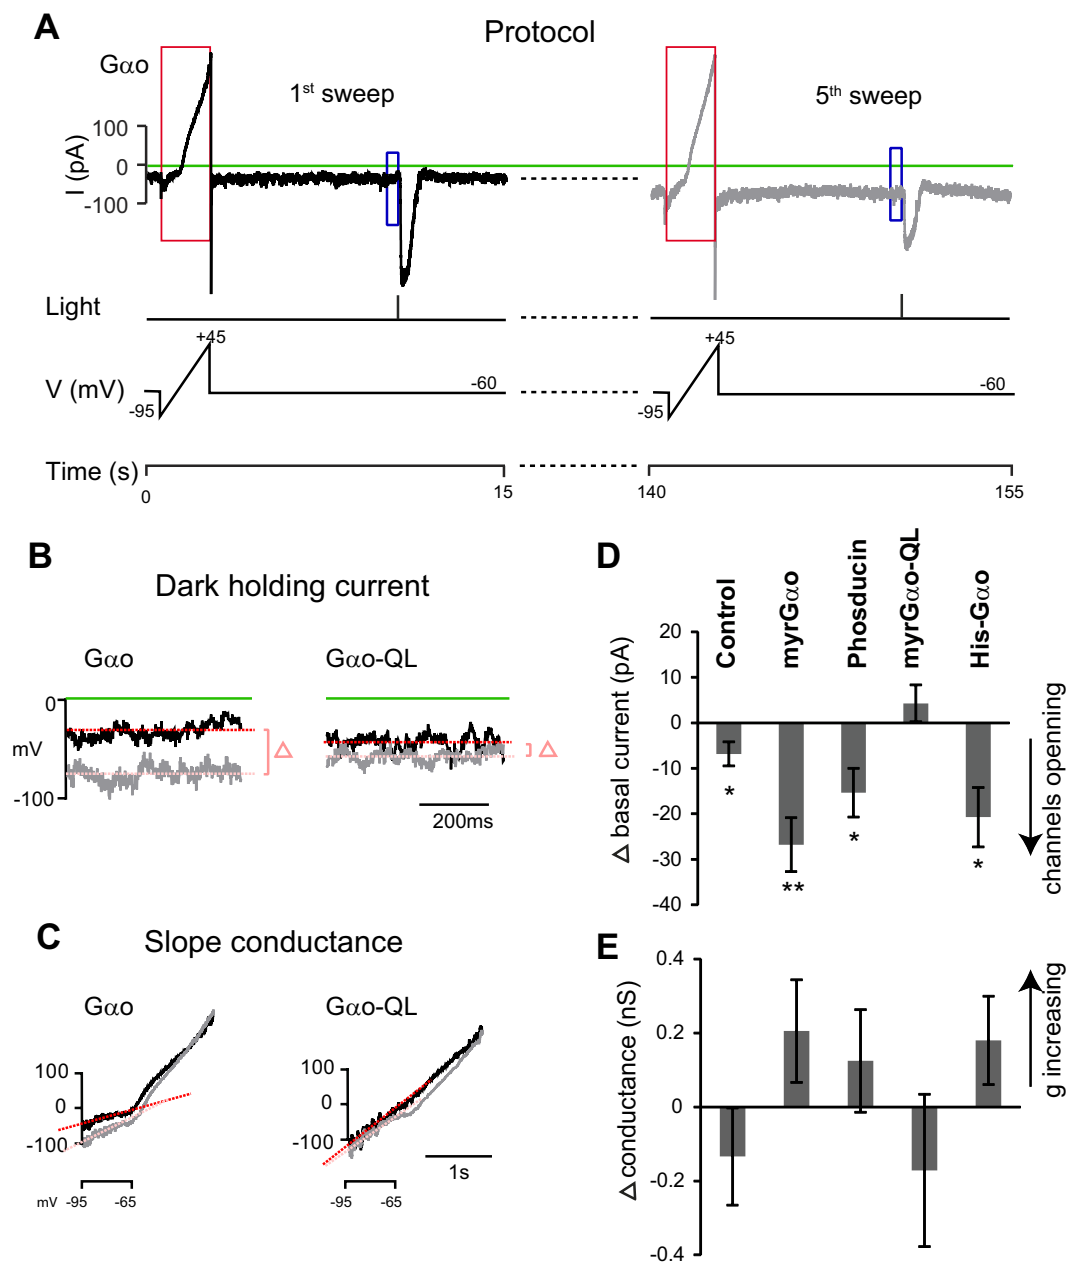 A
Protocol
Gαo
1st sweep
5th sweep
I (pA)
100
0
-100
Light
+45
+45
V (mV)
-95
-60
-95
-60
Time (s)
0
15
140
155
B
Dark holding current
Gαo
Gαo-QL
0
mV
-100
Δ
Δ
200ms
C
Slope conductance
Gαo
Gαo-QL
100
0
-100
100
0
-100
1s
mV -95 -65
-95 -65
D
Control
myrGαo
Phosducin
myrGαo-QL
His-Gαo
Δ basal current (pA)
20
10
0
-10
-20
-30
-40
*
**
*
*
channels openning
E
Δ conductance (nS)
0.4
0.2
0
-0.2
-0.4
g increasing